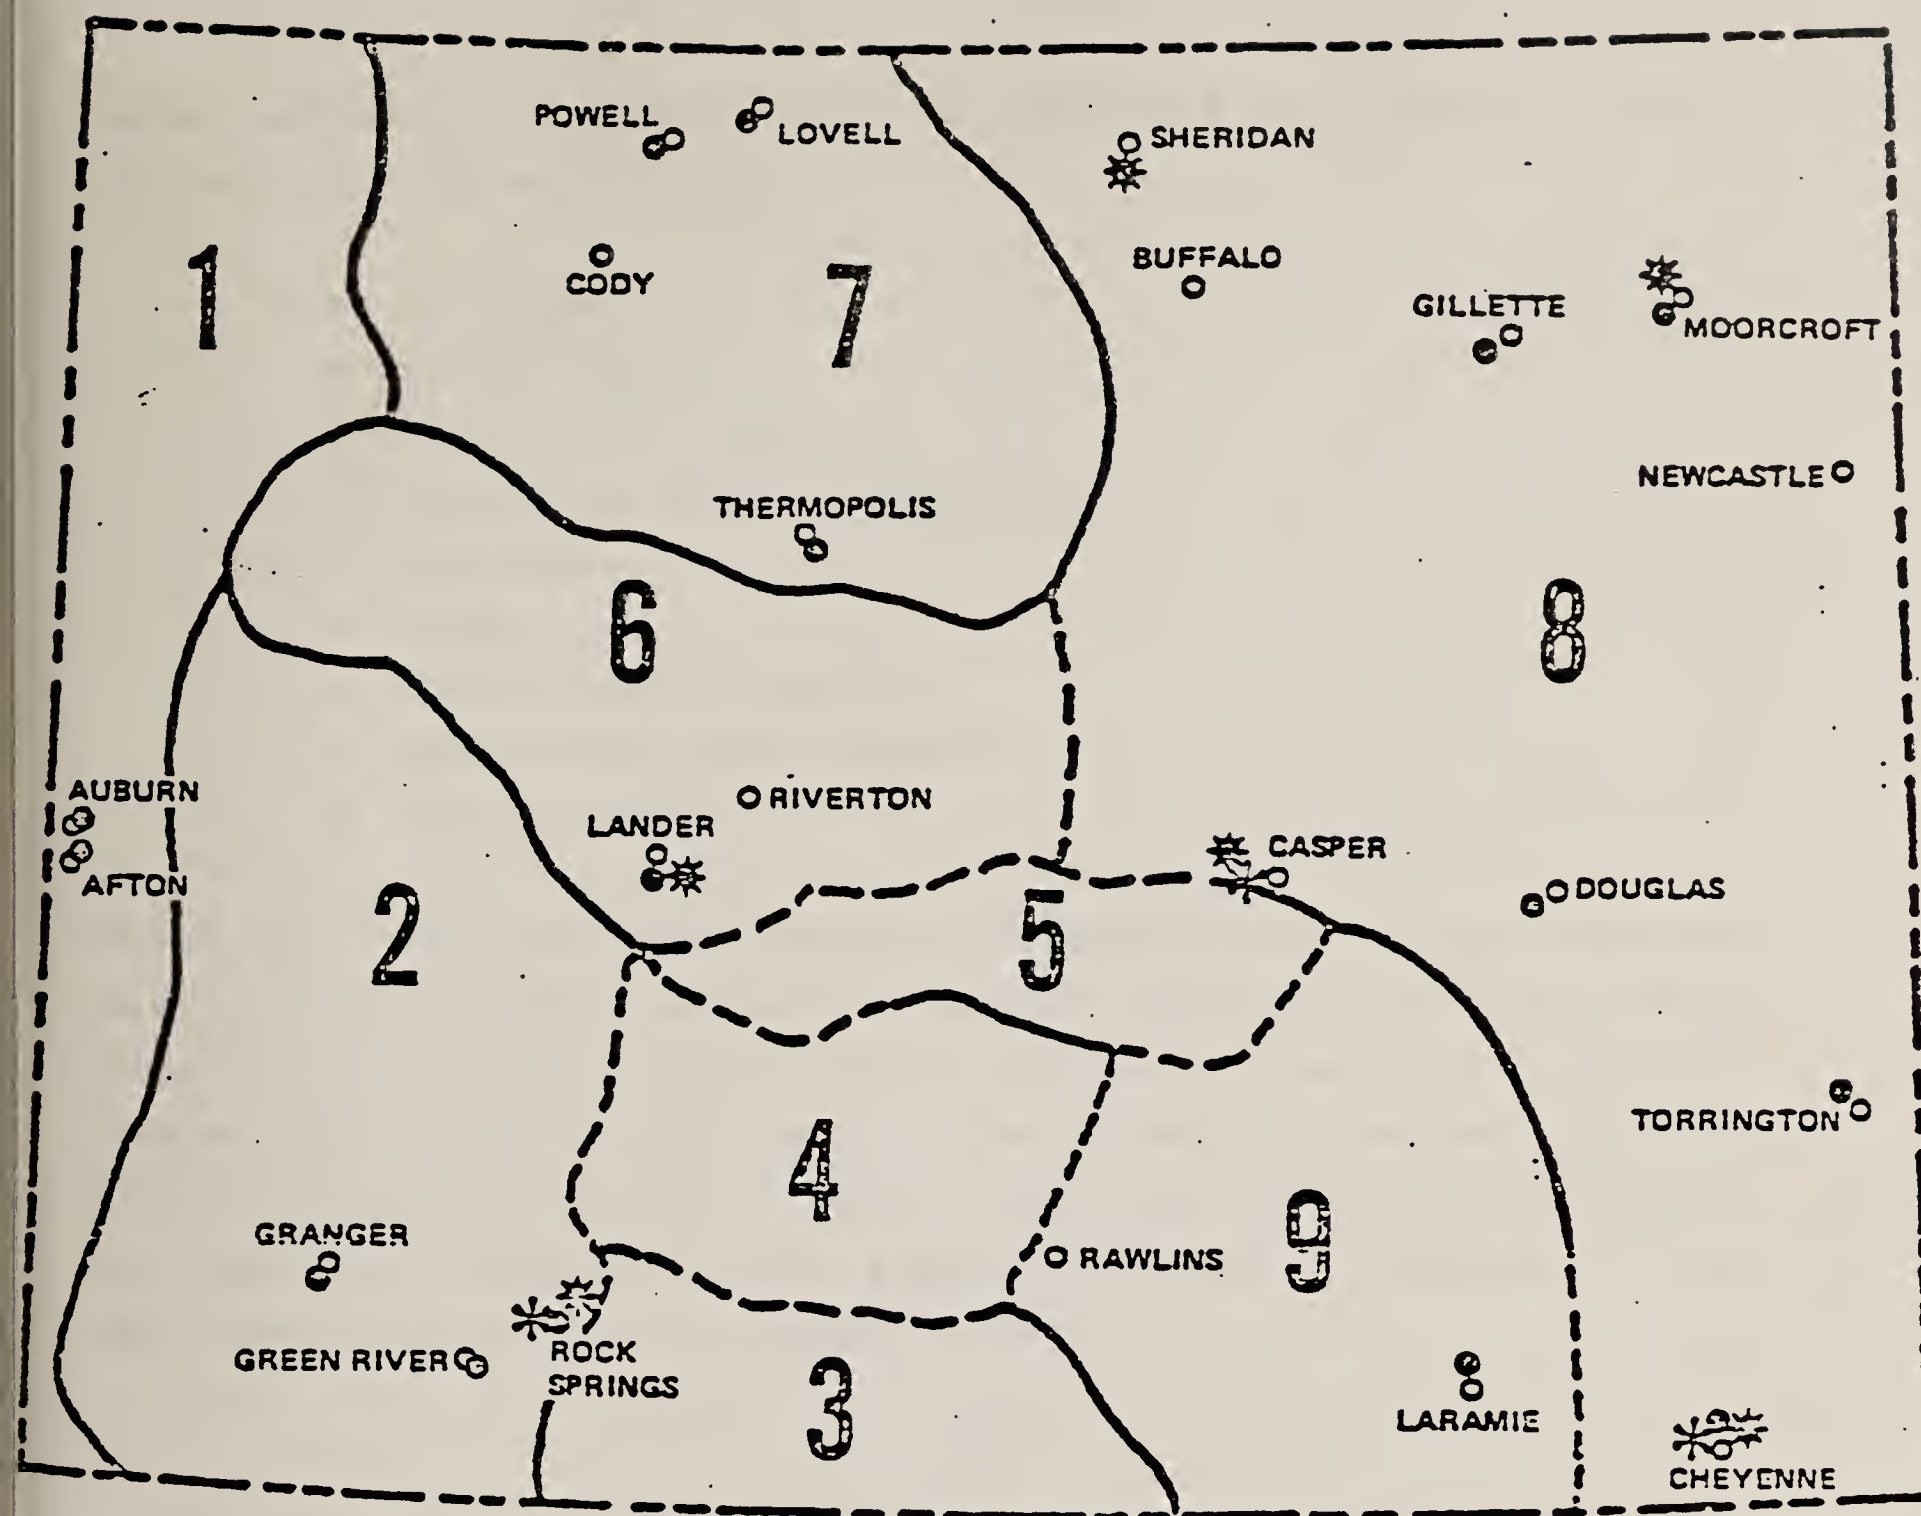 POWELL
LOVELL
SHERIDAN
1
CODY
7
BUFFALO
GILLETTE
MOORCROFT
NEWCASTLE
THERMOPOLIS
6
8
AUBURN
RIVERTON
LANDER
CASPER
AFTON
2
5
DOUGLAS
4
TORRINGTON
GRANGER
9
RAWLINS
ROCK
SPRINGS
GREEN RIVER
3
LARAMIE
CHEYENNE